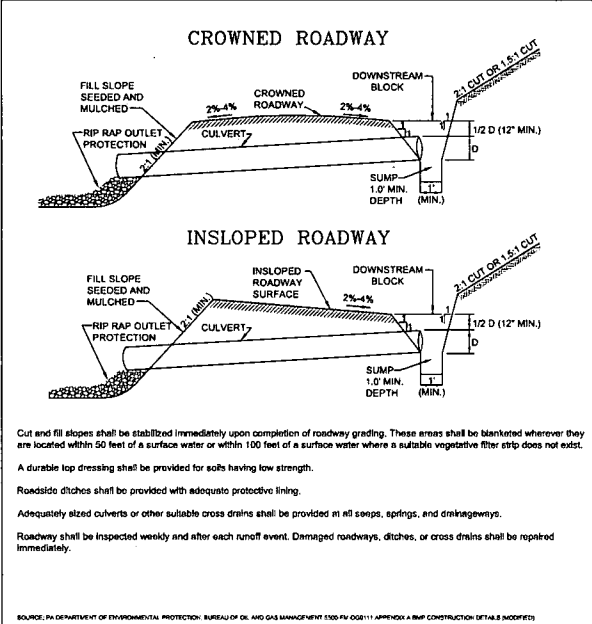 CROWNED ROADWAY
FILL SLOPE
SEEDED AND
MULCHED
RIP RAP OUTLET
PROTECTION
2:1 (MIN.)
CULVERT
2%-4%
CROWNED
ROADWAY
2%-4%
DOWNSTREAM
BLOCK
2:1 CUT OR 1.5:1 CUT
1
1
1
1
1/2 D (12" MIN.)
D
SUMP
1.0' MIN.
DEPTH
1'
(MIN.)
INSLOPED ROADWAY
FILL SLOPE
SEEDED AND
MULCHED
RIP RAP OUTLET
PROTECTION
2:1 (MIN.)
CULVERT
INSLOPED
ROADWAY
SURFACE
2%-4%
DOWNSTREAM
BLOCK
2:1 CUT OR 1.5:1 CUT
1
1
1
1
1/2 D (12" MIN.)
D
SUMP
1.0' MIN.
DEPTH
1'
(MIN.)
Cut and fill slopes shall be stabilized immediately upon completion of roadway grading. These areas shall be blanketed wherever they
are located within 50 feet of a surface water or within 100 feet of a surface water where a suitable vegetative filter strip does not exist.
A durable top dressing shall be provided for soils having low strength.
Roadside ditches shall be provided with adequate protective lining.
Adequately sized culverts or other suitable cross drains shall be provided at all seeps, springs, and drainageways.
Roadway shall be inspected weekly and after each runoff event. Damaged roadways, ditches, or cross drains shall be repaired
immediately.
SOURCE: PA DEPARTMENT OF ENVIRONMENTAL PROTECTION, BUREAU OF OIL AND GAS MANAGEMENT 5500-FM-OG0111 APPENDIX A BMP CONSTRUCTION DETAILS (MODIFIED)